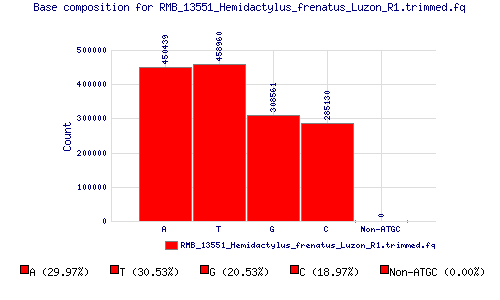 Base composition for RMB_13551_Hemidactylus_frenatus_Luzon_R1.trimmed.fq
500000
400000
300000
200000
100000
0
Count
450439
458960
308561
285130
0
A T G C Non-ATGC
RMB_13551_Hemidactylus_frenatus_Luzon_R1.trimmed.fq
A (29.97%) T (30.53%) G (20.53%) C (18.97%) Non-ATGC (0.00%)